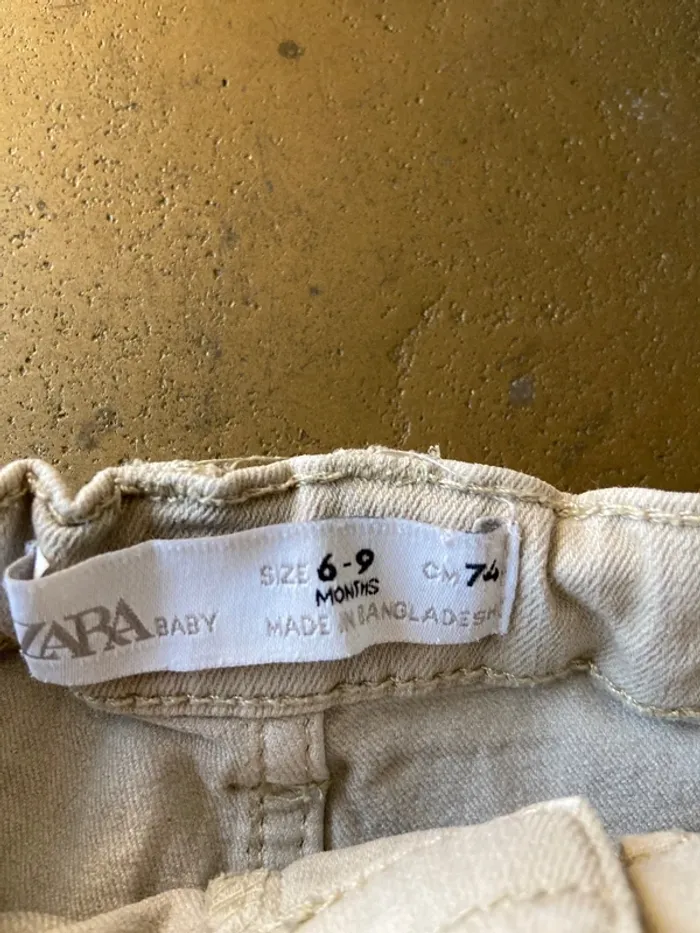 ZARA BABY
SIZE 6-9 CM 74
MONTHS
MADE IN BANGLADESH